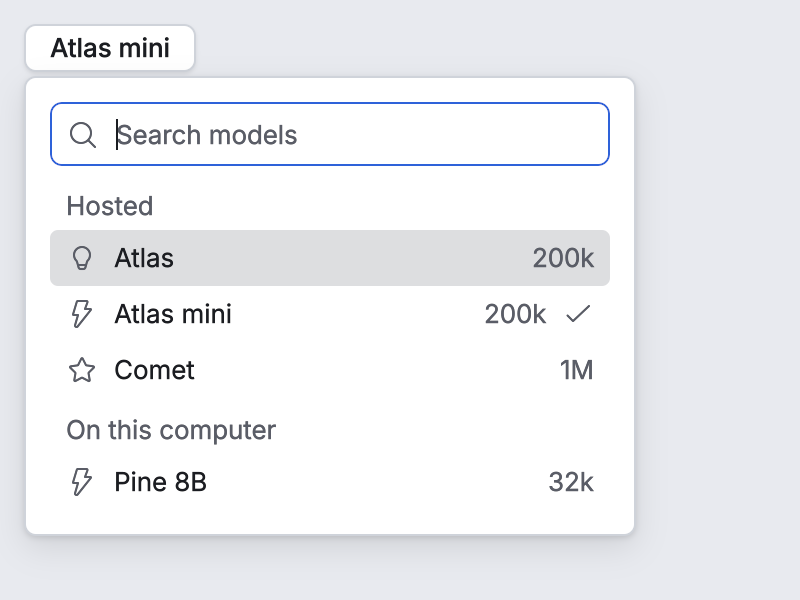 Atlas mini
Search models
Hosted
Atlas 200k
Atlas mini 200k
Comet 1M
On this computer
Pine 8B 32k